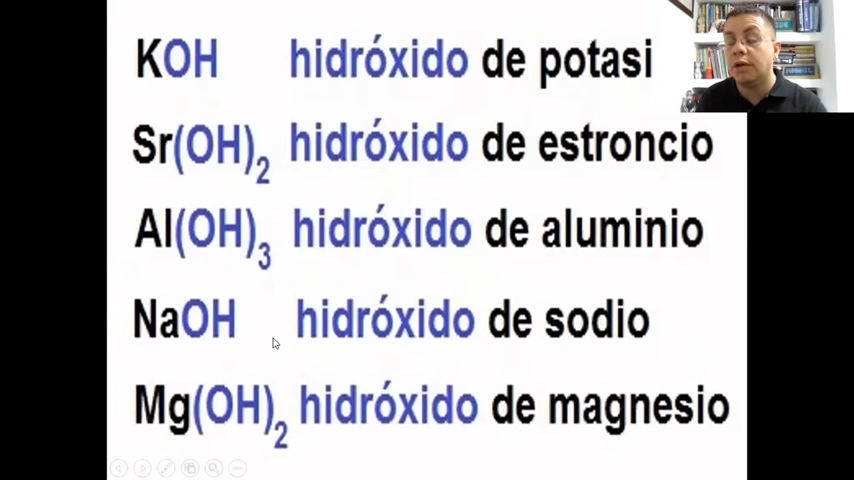 KOH hidróxido de potasi
Sr(OH)₂ hidróxido de estroncio
Al(OH)₃ hidróxido de aluminio
NaOH hidróxido de sodio
Mg(OH)₂ hidróxido de magnesio